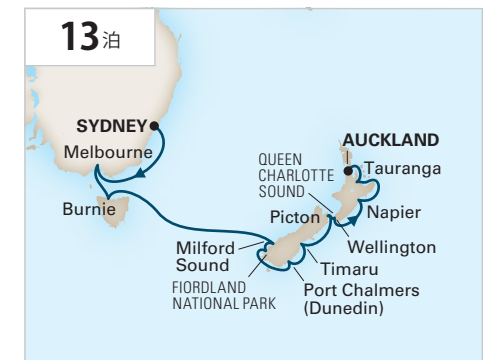 13泊
SYDNEY
Melbourne
Burnie
AUCKLAND
QUEEN
CHARLOTTE
SOUND
Tauranga
Picton
Napier
Wellington
Milford
Sound
FIORDLAND
NATIONAL PARK
Timaru
Port Chalmers
(Dunedin)